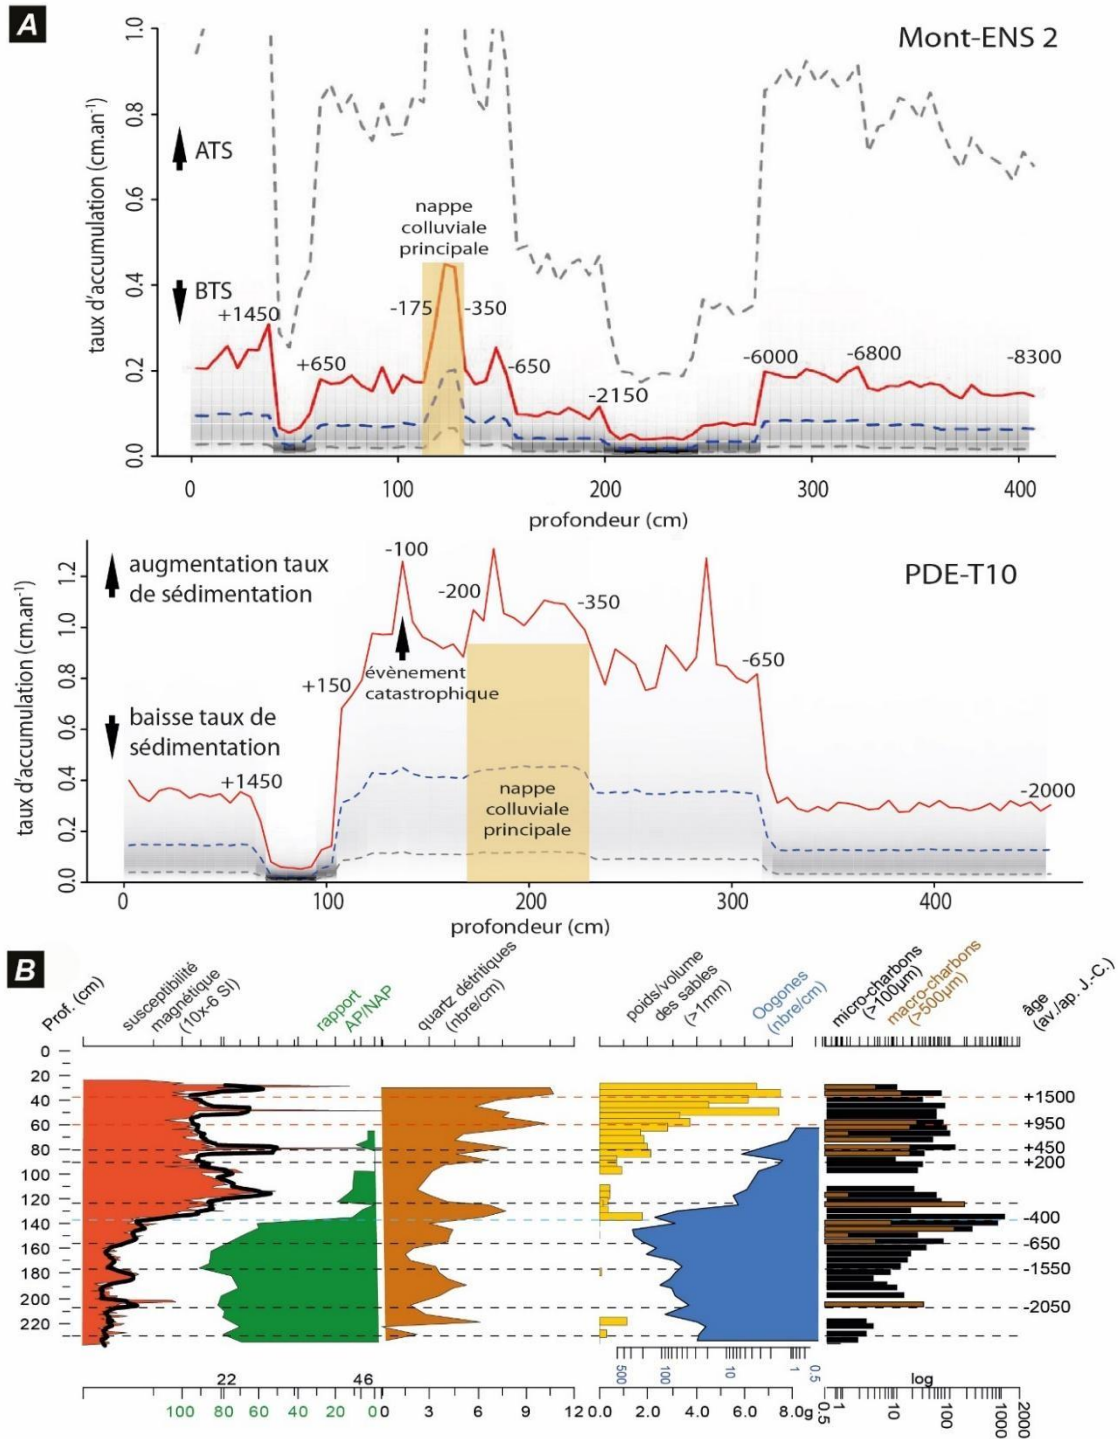 A
Mont-ENS 2
taux d'accumulation (cm.an⁻¹)
1.0
0.8
0.6
0.4
0.2
0.0
ATS
BTS
nappe
colluviale
principale
+1450
+650
-175
-350
-650
-2150
-6000
-6800
-8300
0
100
200
300
400
profondeur (cm)
PDE-T10
taux d'accumulation (cm.an⁻¹)
1.2
1.0
0.8
0.6
0.4
0.2
0.0
augmentation taux
de sédimentation
baisse taux de
sédimentation
+1450
+150
-100
évènement
catastrophique
-200
-350
-650
-2000
nappe
colluviale
principale
0
100
200
300
400
profondeur (cm)
B
Prof. (cm)
susceptibilité
magnétique
(10x-6 SI)
rapport
AP/NAP
quartz détritiques
(nbre/cm)
poids/volume
des sables
(>1mm)
Oogones
(nbre/cm)
micro-charbons
(>100µm)
macro-charbons
(>500µm)
âge
(av./ap. J.-C.)
0
20
40
60
80
100
120
140
160
180
200
220
+1500
+950
+450
+200
-400
-650
-1550
-2050
22
46
100 80 60 40 20 0
0 3 6 9 12
500 100 10 1 0.5
0.0 2.0 4.0 6.0 8.0g
log
0.5 1 10 100 1000 2000